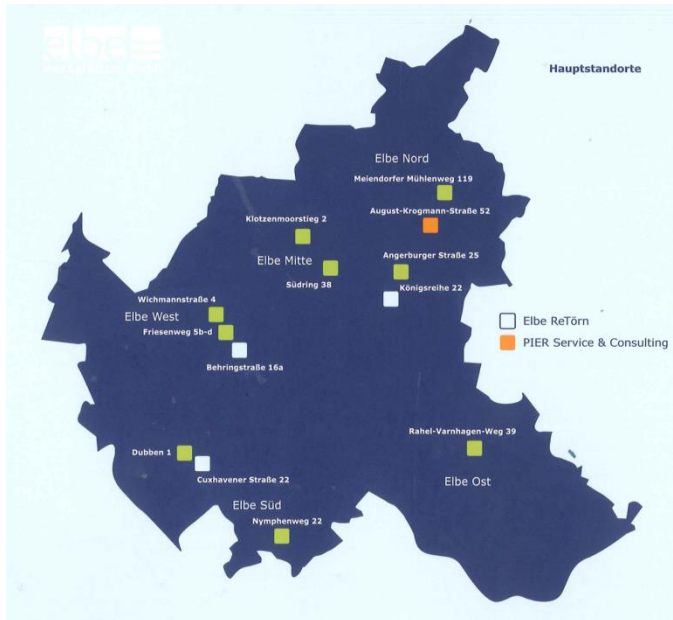 elbe
Hauptstandorte
Elbe Nord
Meiendorfer Mühlenweg 119
August-Krogmann-Straße 52
Klotzenmoorstieg 2
Angerburger Straße 25
Elbe Mitte
Südring 38
Königsreihe 22
Wichmannstraße 4
Elbe West
Friesenweg 5b-d
Behringstraße 16a
Elbe ReTörn
PIER Service & Consulting
Rahel-Varnhagen-Weg 39
Dubben 1
Cuxhavener Straße 22
Elbe Ost
Elbe Süd
Nymphenweg 22